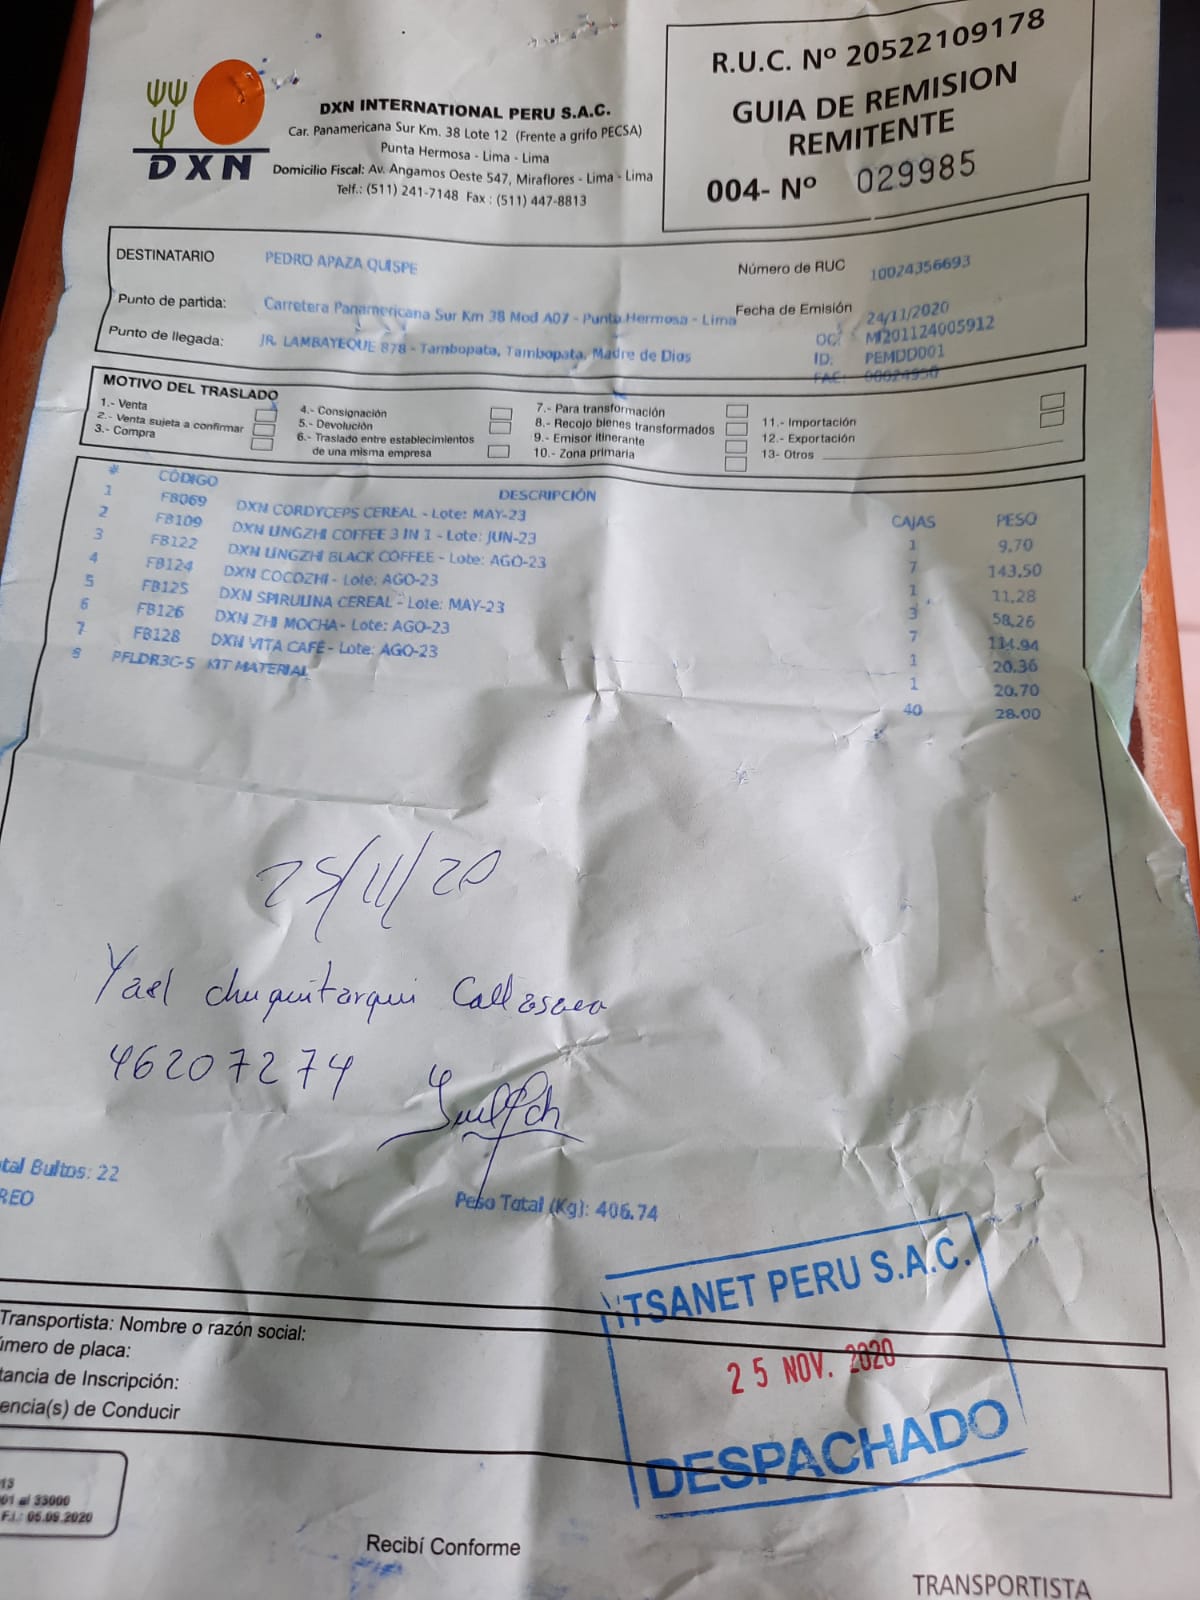 DXN
DXN INTERNATIONAL PERU S.A.C.
Car. Panamericana Sur Km. 38 Lote 12 (Frente a grifo PECSA)
Punta Hermosa - Lima - Lima
Domicilio Fiscal: Av. Angamos Oeste 547, Miraflores - Lima - Lima
Telf.: (511) 241-7148 Fax : (511) 447-8813
R.U.C. Nº 20522109178
GUIA DE REMISION
REMITENTE
004- Nº 029985
DESTINATARIO PEDRO APAZA QUISPE Número de RUC 10024356693
Punto de partida: Carretera Panamericana Sur Km 38 Mod A07 - Punta Hermosa - Lima Fecha de Emisión 24/11/2020
OC: MI201124005912
Punto de llegada: JR. LAMBAYEQUE 878 - Tambopata, Tambopata, Madre de Dios ID: PEMDD001
FAC: 00024950
MOTIVO DEL TRASLADO
1.- Venta
2.- Venta sujeta a confirmar
3.- Compra
4.- Consignación
5.- Devolución
6.- Traslado entre establecimientos
de una misma empresa
7.- Para transformación
8.- Recojo bienes transformados
9.- Emisor itinerante
10.- Zona primaria
11.- Importación
12.- Exportación
13- Otros
# CÓDIGO DESCRIPCIÓN CAJAS PESO
1 FB069 DXN CORDYCEPS CEREAL - Lote: MAY-23 1 9.70
2 FB109 DXN LINGZHI COFFEE 3 IN 1 - Lote: JUN-23 7 143.50
3 FB122 DXN LINGZHI BLACK COFFEE - Lote: AGO-23 1 11.28
4 FB124 DXN COCOZHI - Lote: AGO-23 3 58.26
5 FB125 DXN SPIRULINA CEREAL - Lote: MAY-23 7 114.94
6 FB126 DXN ZHI MOCHA - Lote: AGO-23 1 20.36
7 FB128 DXN VITA CAFÉ - Lote: AGO-23 1 20.70
8 PFLDR3C-S KIT MATERIAL 40 28.00
25/11/20
Yael chuquitarqui
46207274
tal Bultos: 22
REO
Peso Total (Kg): 406.74
ITSANET PERU S.A.C.
25 NOV. 2020
DESPACHADO
Transportista: Nombre o razón social:
úmero de placa:
tancia de Inscripción:
encia(s) de Conducir
01 al 33000
F.I.: 05.09.2020
Recibí Conforme
TRANSPORTISTA